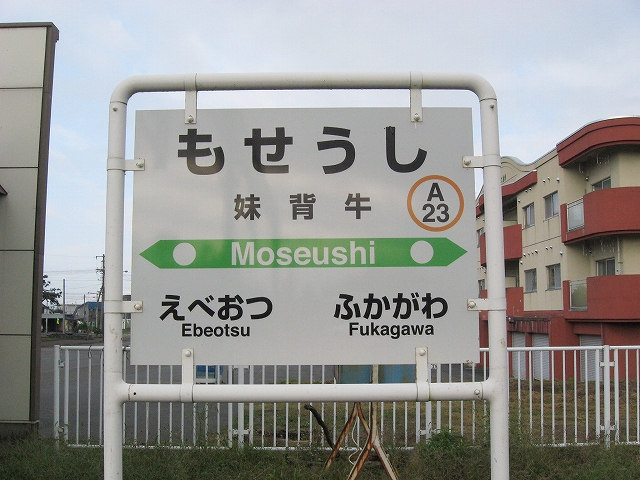 もせうし
妹背牛
A
23
Moseushi
えべおつ ふかがわ
Ebeotsu Fukagawa